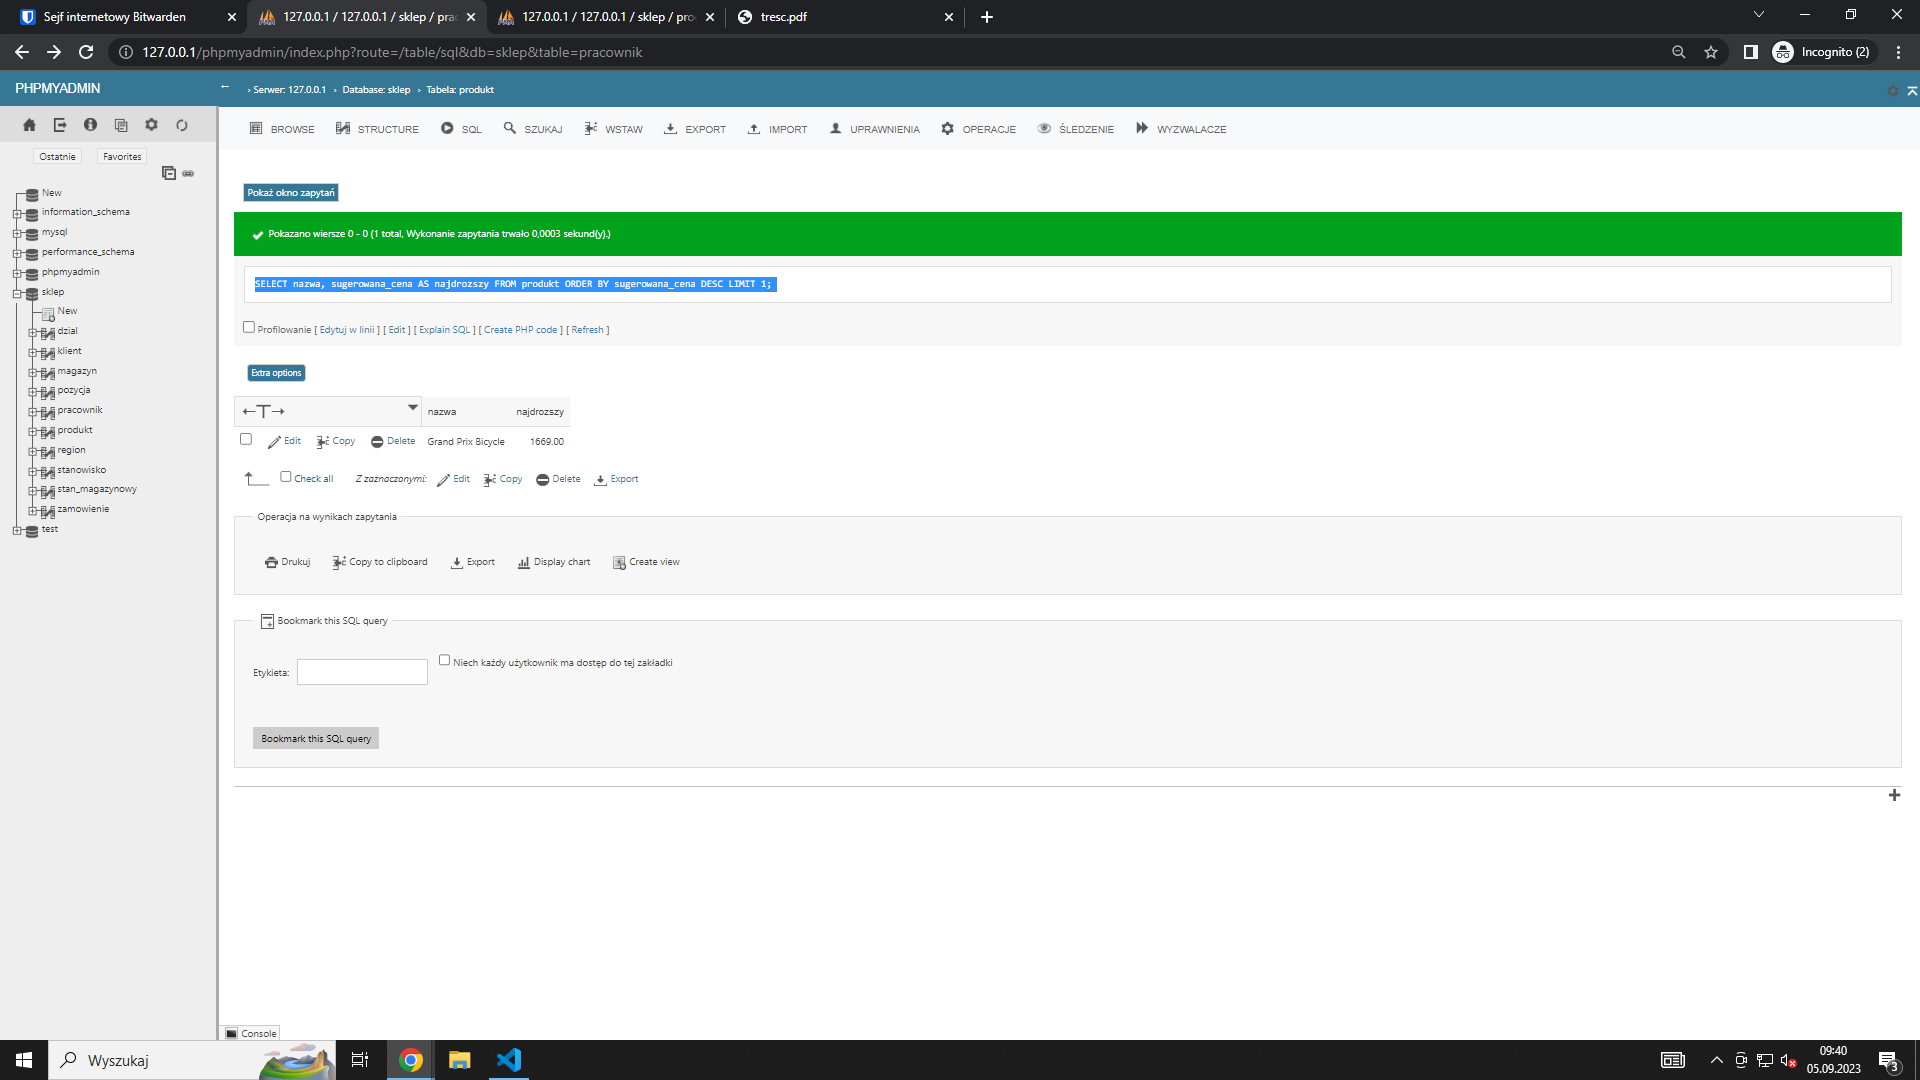 Sejf internetowy Bitwarden
127.0.0.1 / 127.0.0.1 / sklep / prac
127.0.0.1 / 127.0.0.1 / sklep / pro
tresc.pdf
127.0.0.1/phpmyadmin/index.php?route=/table/sql&db=sklep&table=pracownik
Incognito (2)
PHPMYADMIN
› Serwer: 127.0.0.1 › Database: sklep › Tabela: produkt
BROWSE STRUCTURE SQL SZUKAJ WSTAW EXPORT IMPORT UPRAWNIENIA OPERACJE ŚLEDZENIE WYZWALACZE
Ostatnie Favorites
New
information_schema
mysql
performance_schema
phpmyadmin
sklep
New
dzial
klient
magazyn
pozycja
pracownik
produkt
region
stanowisko
stan_magazynowy
zamowienie
test
Pokaż okno zapytań
Pokazano wiersze 0 - 0 (1 total, Wykonanie zapytania trwało 0,0003 sekund(y).)
SELECT nazwa, sugerowana_cena AS najdrozszy FROM produkt ORDER BY sugerowana_cena DESC LIMIT 1;
Profilowanie [ Edytuj w linii ] [ Edit ] [ Explain SQL ] [ Create PHP code ] [ Refresh ]
Extra options
←T→ nazwa najdrozszy
Edit Copy Delete Grand Prix Bicycle 1669.00
Check all Z zaznaczonymi: Edit Copy Delete Export
Operacja na wynikach zapytania
Drukuj Copy to clipboard Export Display chart Create view
Bookmark this SQL query
Etykieta: Niech każdy użytkownik ma dostęp do tej zakładki
Bookmark this SQL query
Console
Wyszukaj
09:40
05.09.2023
3